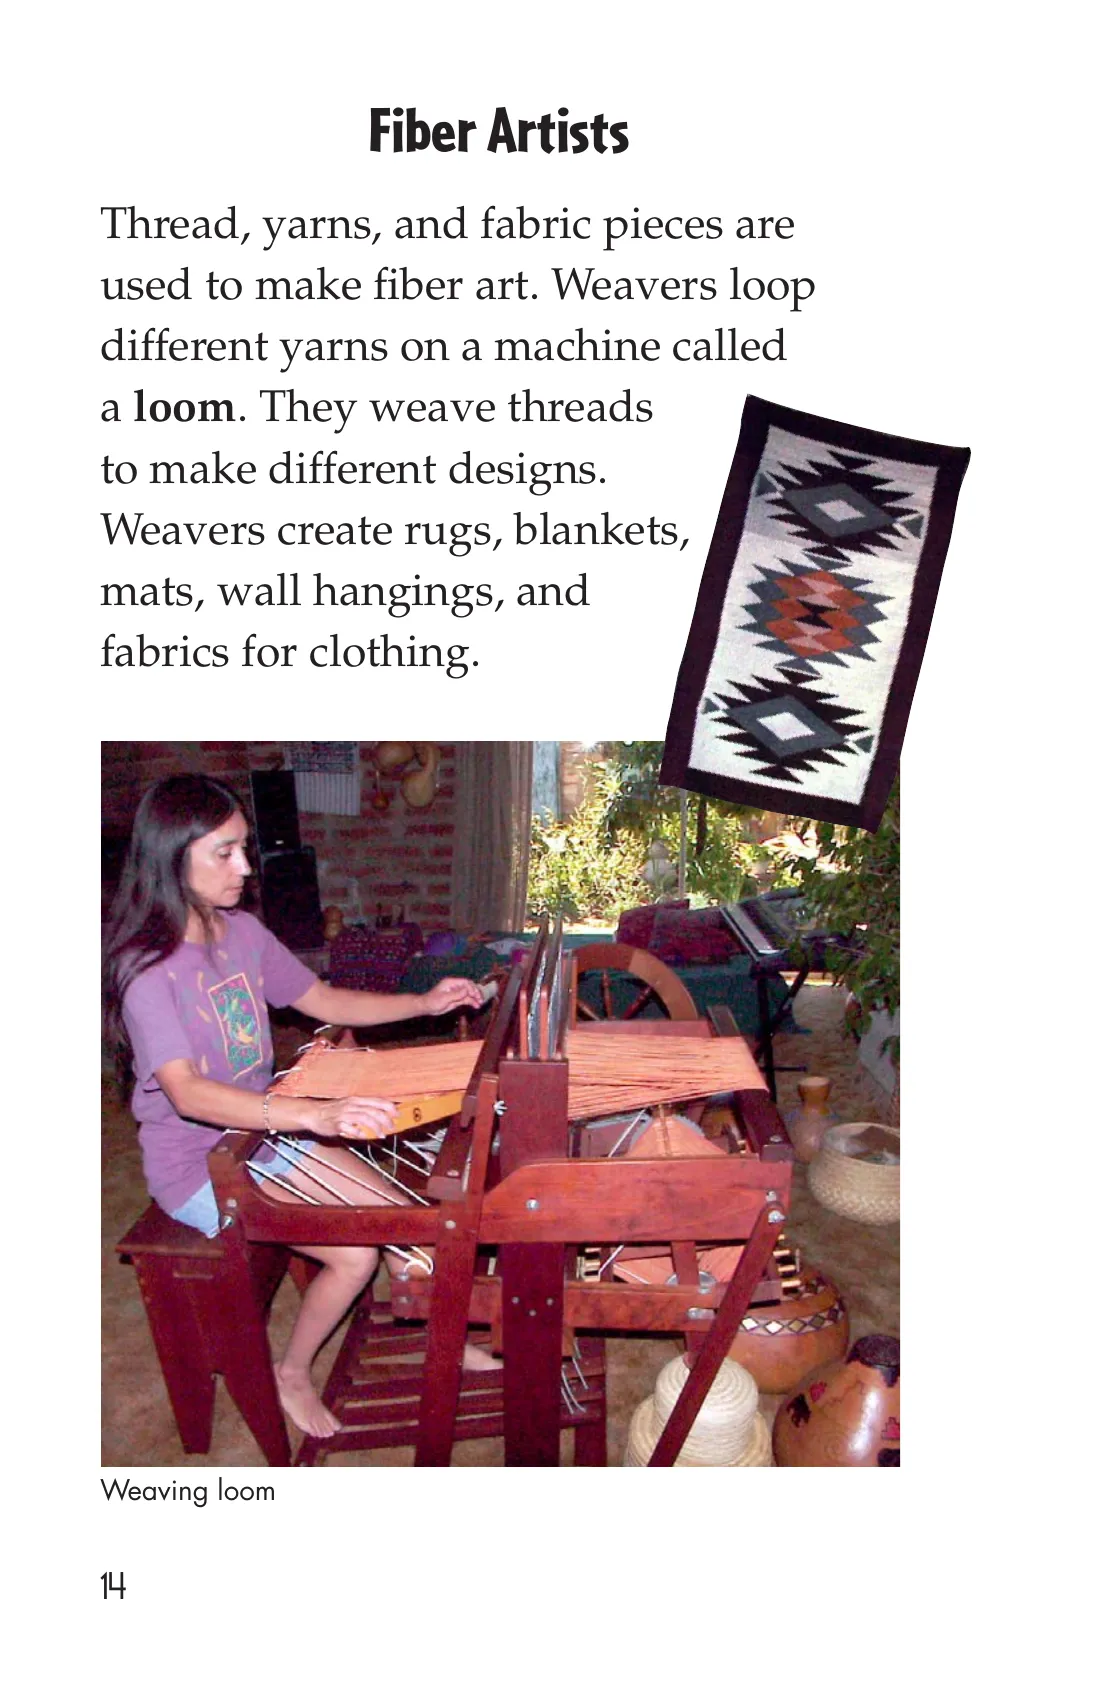 Fiber Artists
Thread, yarns, and fabric pieces are
used to make fiber art. Weavers loop
different yarns on a machine called
a loom. They weave threads
to make different designs.
Weavers create rugs, blankets,
mats, wall hangings, and
fabrics for clothing.
Weaving loom
14